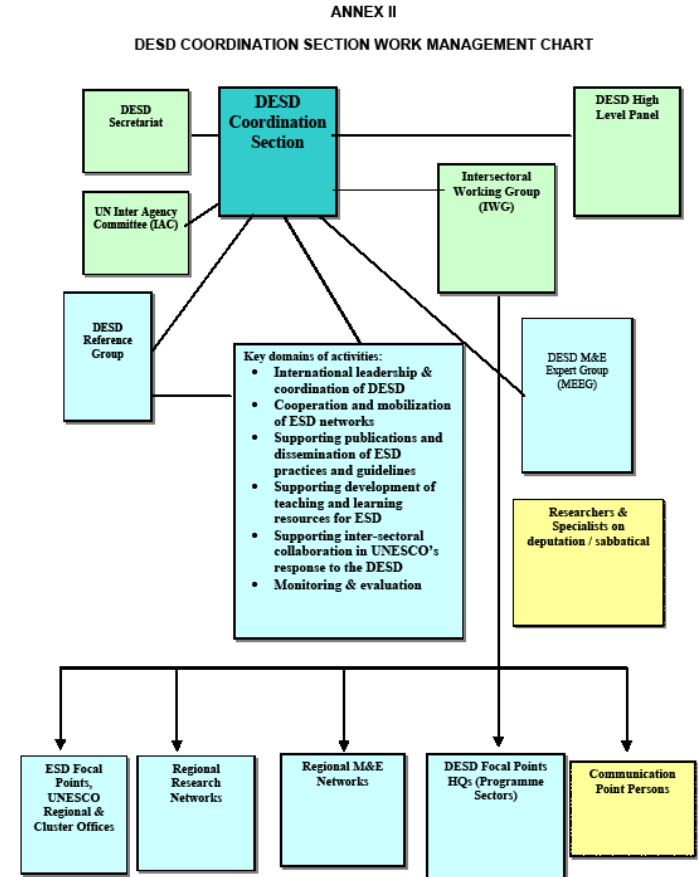 ANNEX II
DESD COORDINATION SECTION WORK MANAGEMENT CHART
DESD
Secretariat
DESD
Coordination
Section
DESD High
Level Panel
UN Inter Agency
Committee (IAC)
Intersectoral
Working Group
(IWG)
DESD
Reference
Group
Key domains of activities:
• International leadership &
coordination of DESD
• Cooperation and mobilization
of ESD networks
• Supporting publications and
dissemination of ESD
practices and guidelines
• Supporting development of
teaching and learning
resources for ESD
• Supporting inter-sectoral
collaboration in UNESCO’s
response to the DESD
• Monitoring & evaluation
DESD M&E
Expert Group
(MEEG)
Researchers &
Specialists on
deputation / sabbatical
ESD Focal
Points,
UNESCO
Regional &
Cluster Offices
Regional
Research
Networks
Regional M&E
Networks
DESD Focal Points
HQs (Programme
Sectors)
Communication
Point Persons